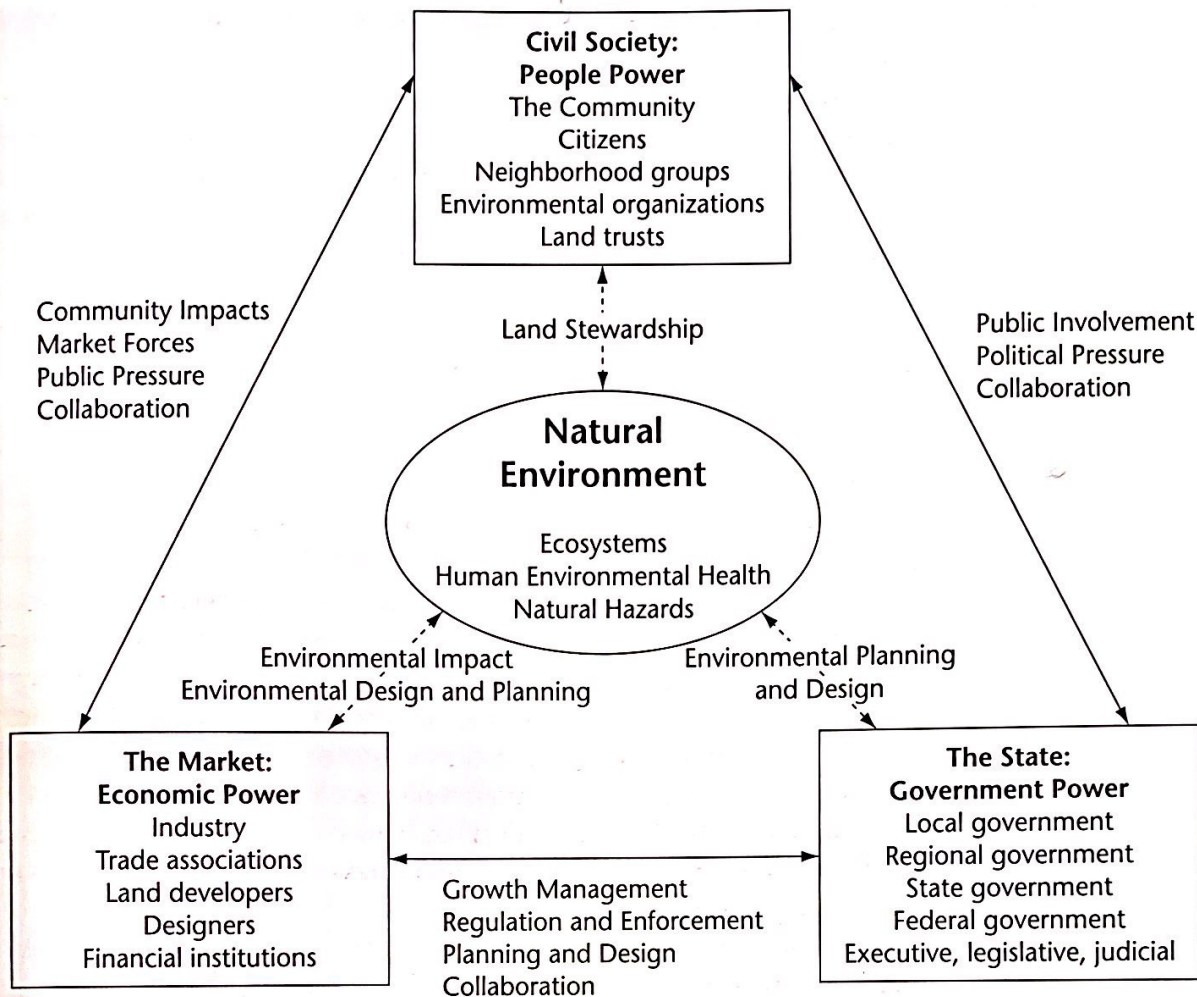 Civil Society:
People Power
The Community
Citizens
Neighborhood groups
Environmental organizations
Land trusts
Community Impacts
Market Forces
Public Pressure
Collaboration
Land Stewardship
Public Involvement
Political Pressure
Collaboration
Natural
Environment
Ecosystems
Human Environmental Health
Natural Hazards
Environmental Impact
Environmental Design and Planning
Environmental Planning
and Design
The Market:
Economic Power
Industry
Trade associations
Land developers
Designers
Financial institutions
Growth Management
Regulation and Enforcement
Planning and Design
Collaboration
The State:
Government Power
Local government
Regional government
State government
Federal government
Executive, legislative, judicial